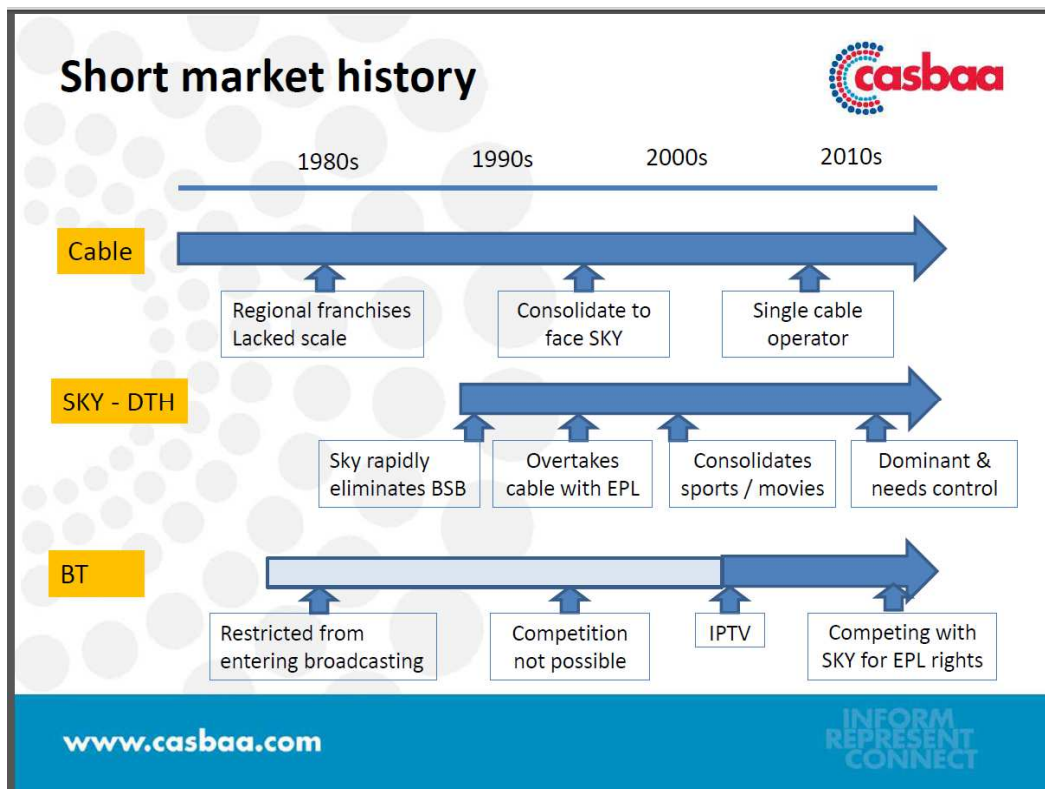 Short market history
casbaa
1980s 1990s 2000s 2010s
Cable
Regional franchises
Lacked scale
Consolidate to
face SKY
Single cable
operator
SKY - DTH
Sky rapidly
eliminates BSB
Overtakes
cable with EPL
Consolidates
sports / movies
Dominant &
needs control
BT
Restricted from
entering broadcasting
Competition
not possible
IPTV
Competing with
SKY for EPL rights
www.casbaa.com
INFORM
REPRESENT
CONNECT